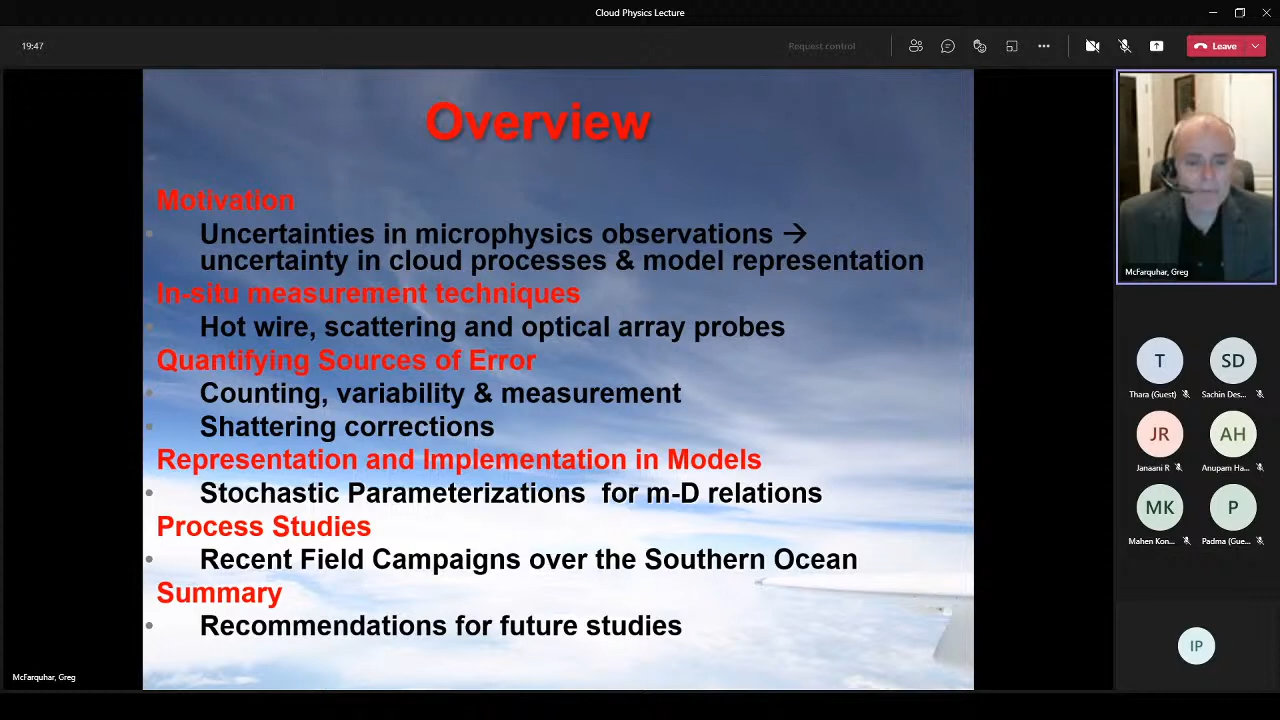 Cloud Physics Lecture
19:47
Request control
Leave
Overview
Motivation
Uncertainties in microphysics observations →
uncertainty in cloud processes & model representation
In-situ measurement techniques
Hot wire, scattering and optical array probes
Quantifying Sources of Error
Counting, variability & measurement
Shattering corrections
Representation and Implementation in Models
Stochastic Parameterizations for m-D relations
Process Studies
Recent Field Campaigns over the Southern Ocean
Summary
Recommendations for future studies
McFarquhar, Greg
McFarquhar, Greg
T
SD
Thara (Guest)
Sachin Des...
JR
AH
Janaani R
Anupam Ha...
MK
P
Mahen Kon...
Padma (Gue...
IP